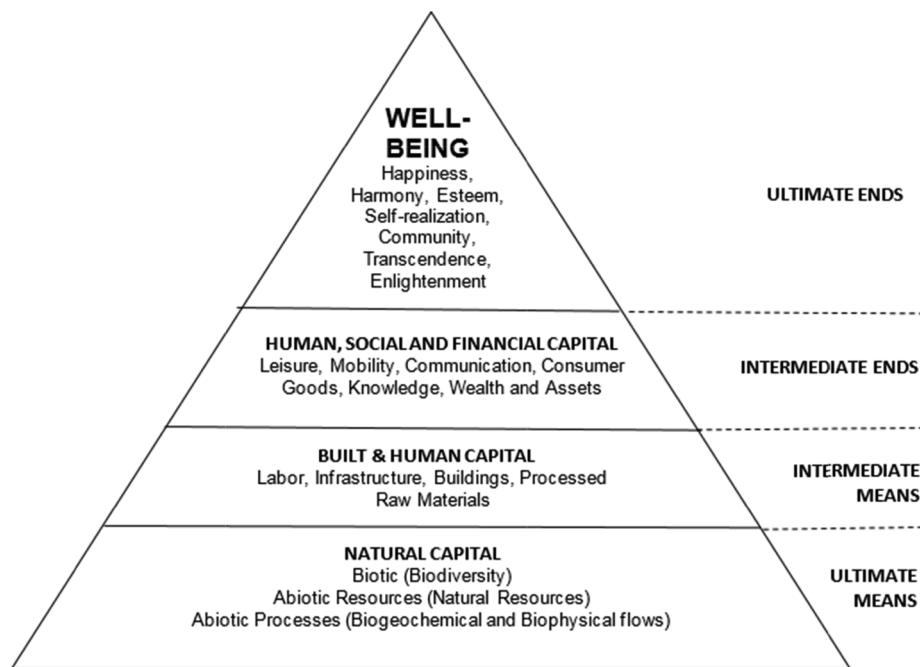 WELL-
BEING
Happiness,
Harmony, Esteem,
Self-realization,
Community,
Transcendence,
Enlightenment
ULTIMATE ENDS
HUMAN, SOCIAL AND FINANCIAL CAPITAL
Leisure, Mobility, Communication, Consumer
Goods, Knowledge, Wealth and Assets
INTERMEDIATE ENDS
BUILT & HUMAN CAPITAL
Labor, Infrastructure, Buildings, Processed
Raw Materials
INTERMEDIATE
MEANS
NATURAL CAPITAL
Biotic (Biodiversity)
Abiotic Resources (Natural Resources)
Abiotic Processes (Biogeochemical and Biophysical flows)
ULTIMATE
MEANS